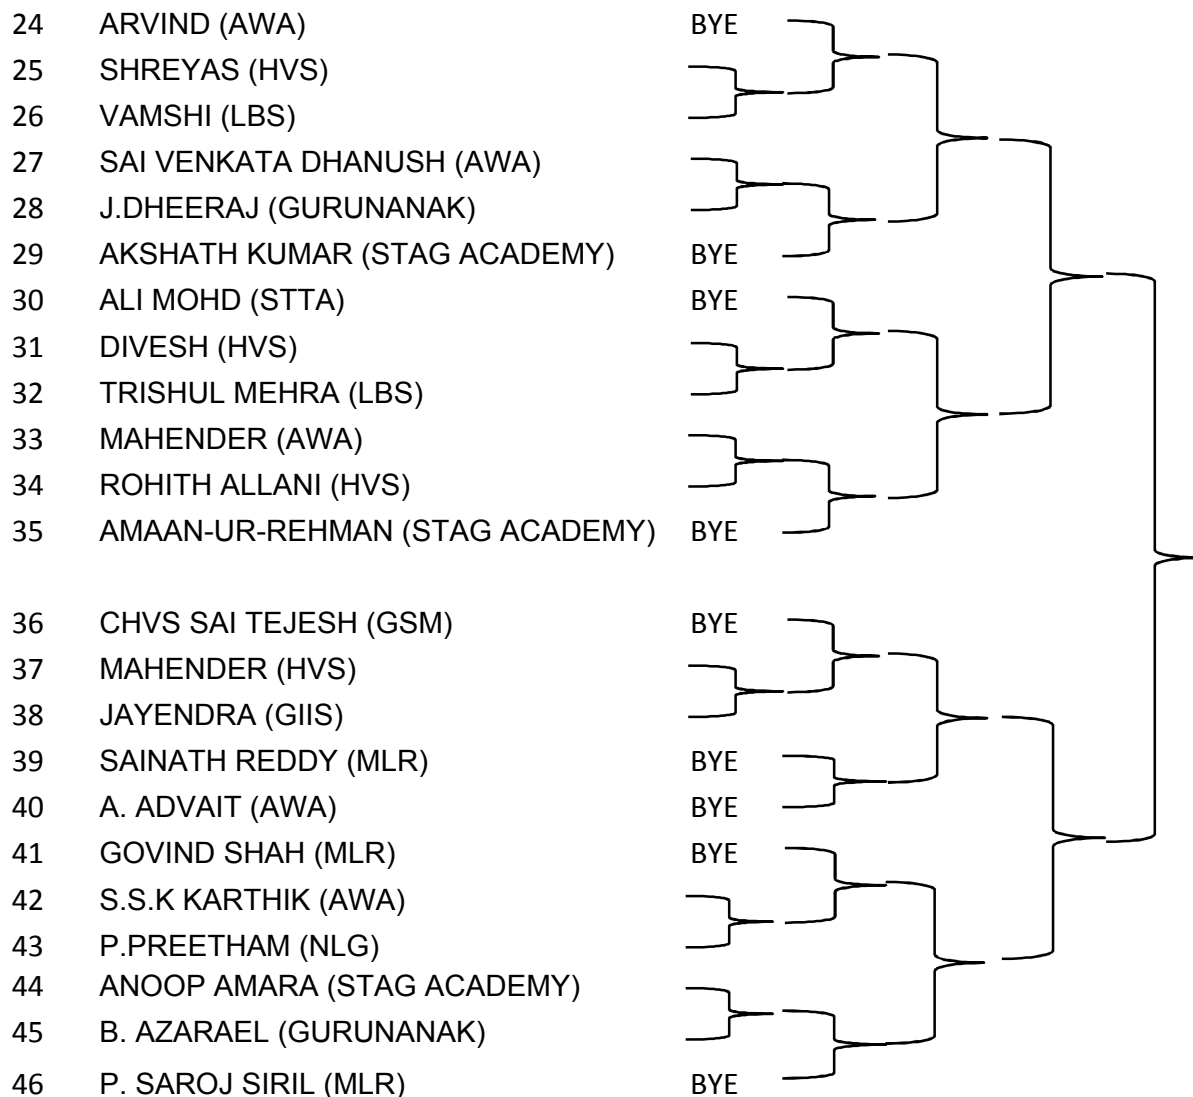 24 ARVIND (AWA) BYE
25 SHREYAS (HVS)
26 VAMSHI (LBS)
27 SAI VENKATA DHANUSH (AWA)
28 J.DHEERAJ (GURUNANAK)
29 AKSHATH KUMAR (STAG ACADEMY) BYE
30 ALI MOHD (STTA) BYE
31 DIVESH (HVS)
32 TRISHUL MEHRA (LBS)
33 MAHENDER (AWA)
34 ROHITH ALLANI (HVS)
35 AMAAN-UR-REHMAN (STAG ACADEMY) BYE
36 CHVS SAI TEJESH (GSM) BYE
37 MAHENDER (HVS)
38 JAYENDRA (GIIS)
39 SAINATH REDDY (MLR) BYE
40 A. ADVAIT (AWA) BYE
41 GOVIND SHAH (MLR) BYE
42 S.S.K KARTHIK (AWA)
43 P.PREETHAM (NLG)
44 ANOOP AMARA (STAG ACADEMY)
45 B. AZARAEL (GURUNANAK)
46 P. SAROJ SIRIL (MLR) BYE